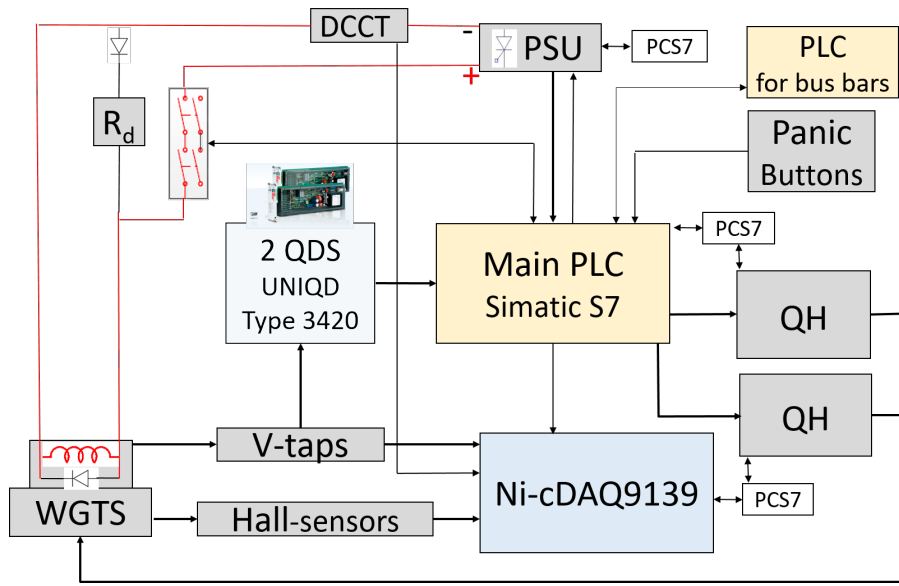 DCCT
-
PSU
+
PCS7
PLC
for bus bars
Rd
Panic
Buttons
2 QDS
UNIQD
Type 3420
Main PLC
Simatic S7
PCS7
QH
QH
V-taps
Ni-cDAQ9139
PCS7
WGTS
Hall-sensors